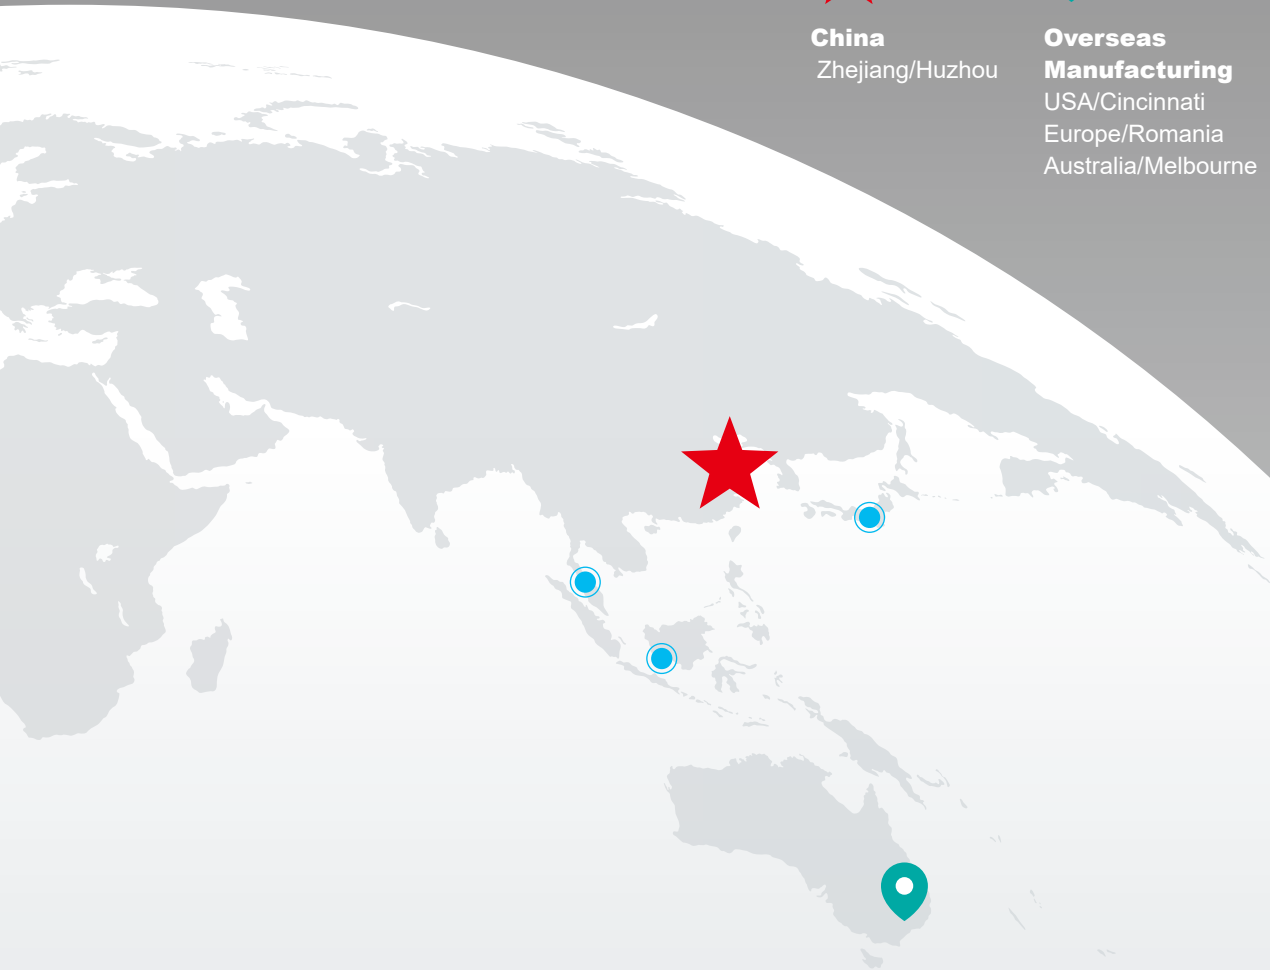 China
Zhejiang/Huzhou
Overseas
Manufacturing
USA/Cincinnati
Europe/Romania
Australia/Melbourne